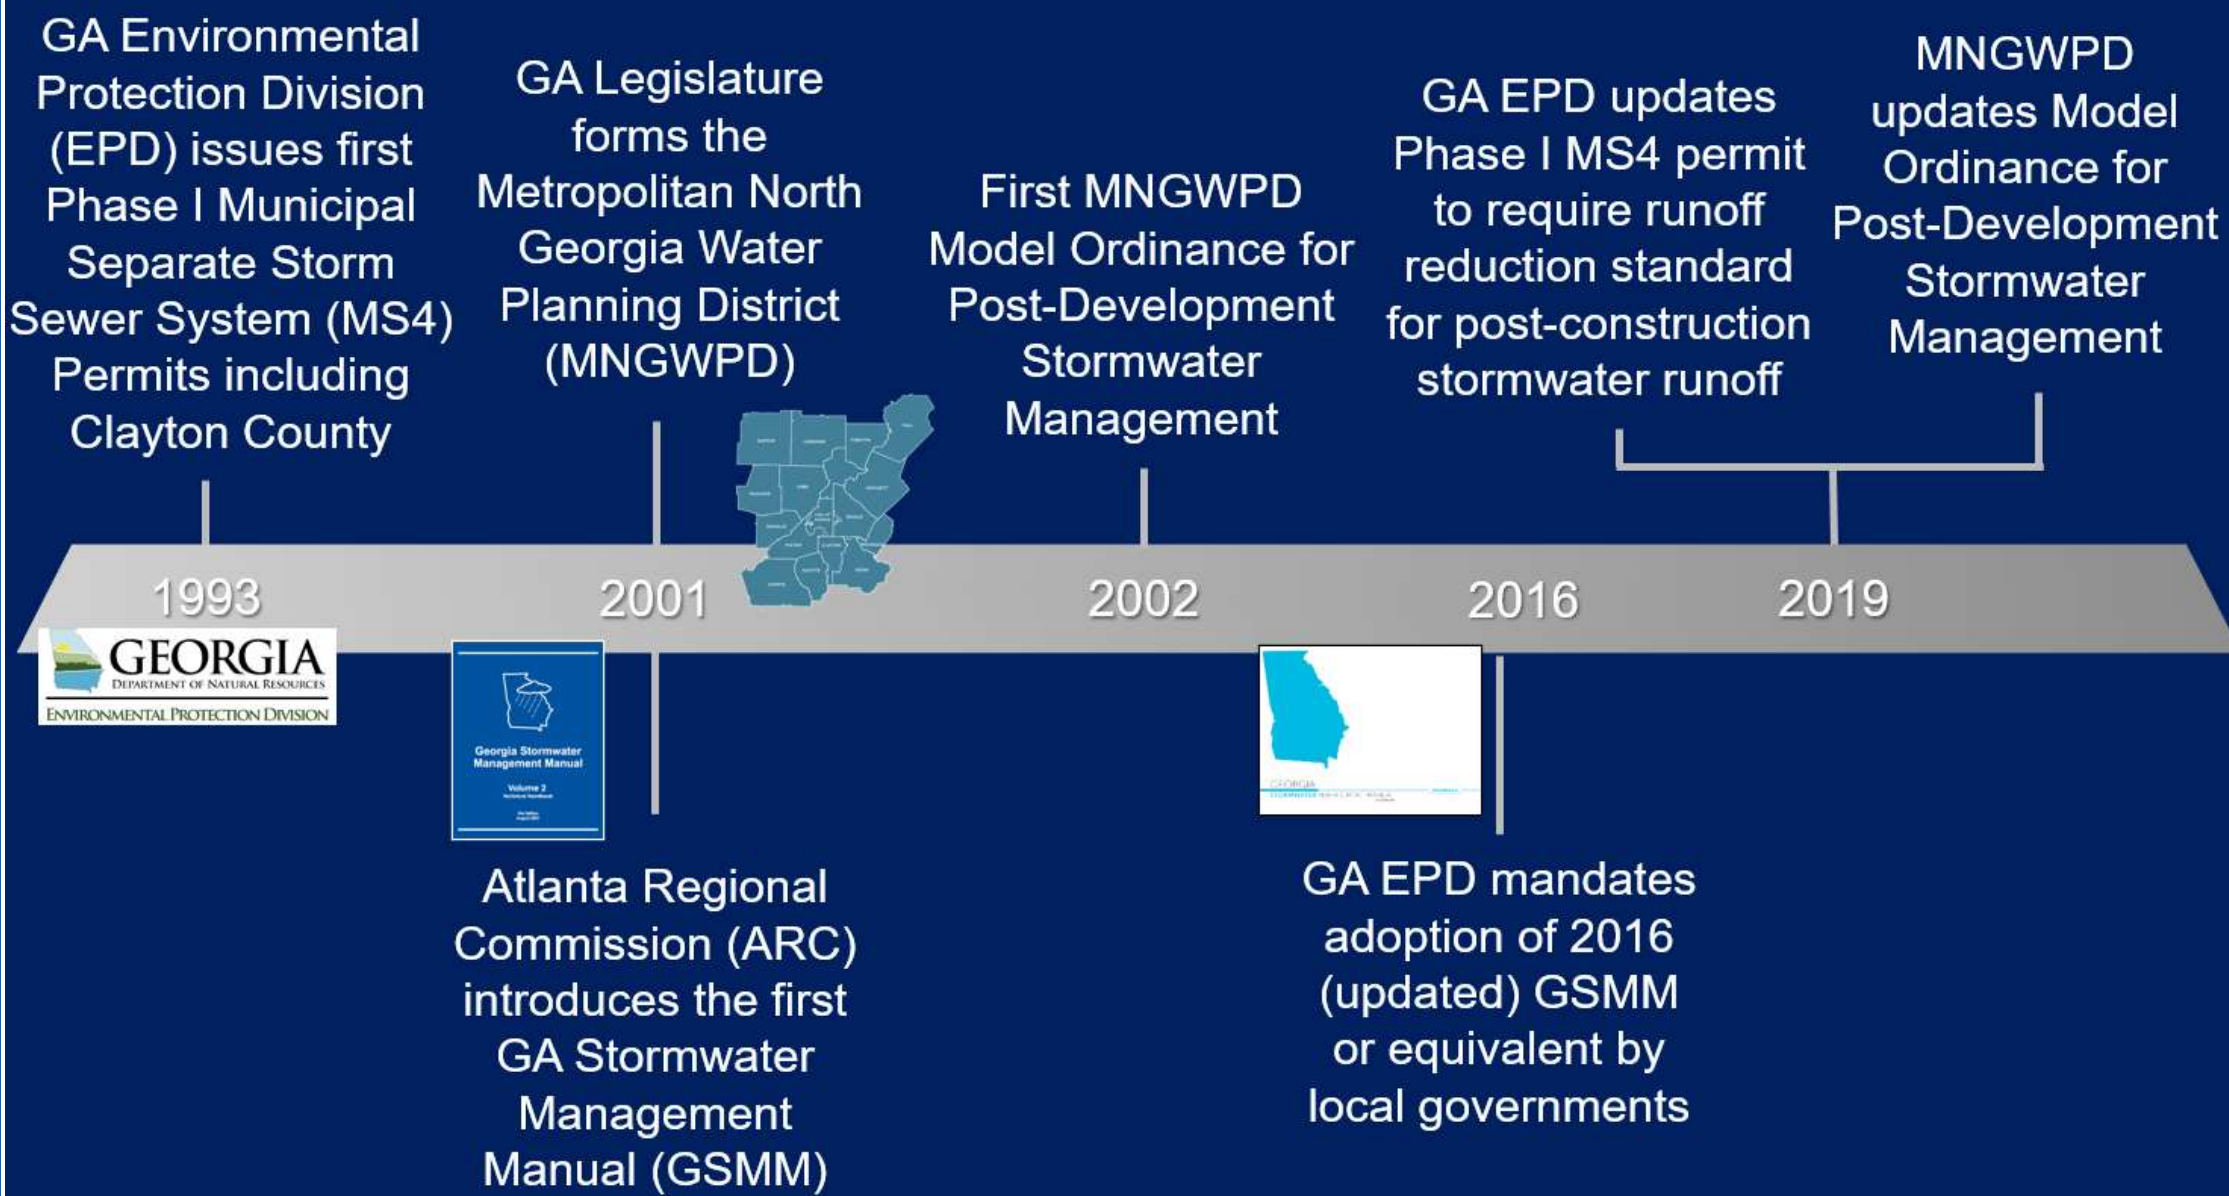 GA Environmental
Protection Division
(EPD) issues first
Phase I Municipal
Separate Storm
Sewer System (MS4)
Permits including
Clayton County
GA Legislature
forms the
Metropolitan North
Georgia Water
Planning District
(MNGWPD)
First MNGWPD
Model Ordinance for
Post-Development
Stormwater
Management
GA EPD updates
Phase I MS4 permit
to require runoff
reduction standard
for post-construction
stormwater runoff
MNGWPD
updates Model
Ordinance for
Post-Development
Stormwater
Management
1993
2001
2002
2016
2019
GEORGIA
DEPARTMENT OF NATURAL RESOURCES
ENVIRONMENTAL PROTECTION DIVISION
Georgia Stormwater
Management Manual
Volume 2
GEORGIA
Atlanta Regional
Commission (ARC)
introduces the first
GA Stormwater
Management
Manual (GSMM)
GA EPD mandates
adoption of 2016
(updated) GSMM
or equivalent by
local governments